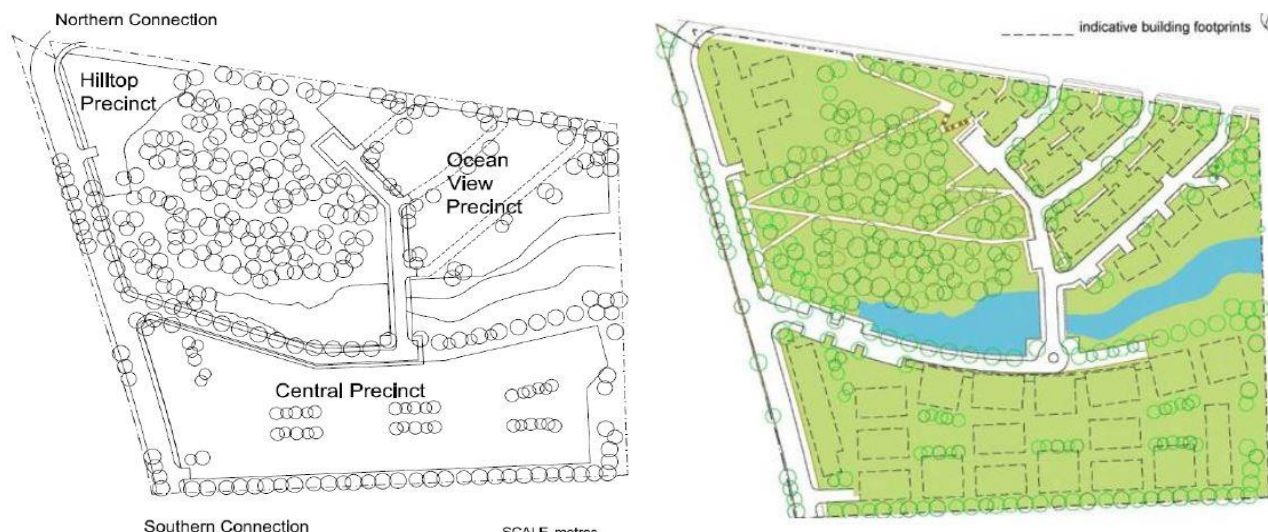 Northern Connection
Hilltop
Precinct
Ocean
View
Precinct
Central Precinct
Southern Connection
SCALE metres
indicative building footprints